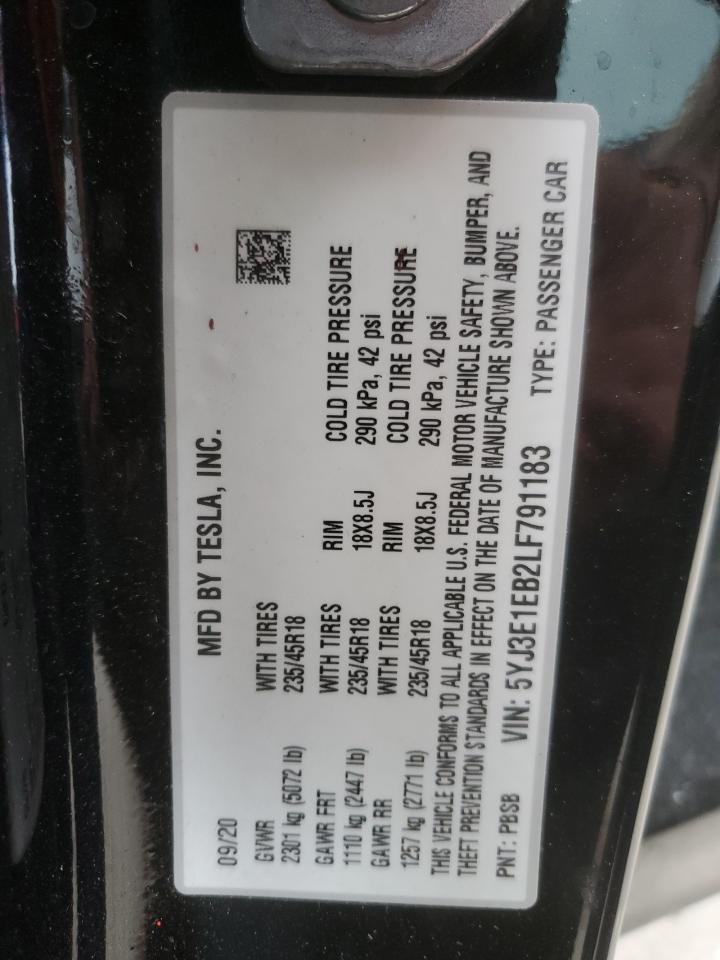 MFD BY TESLA, INC.
09/20
GVWR WITH TIRES
2301 kg (5072 lb) 235/45R18
GAWR FRT WITH TIRES RIM COLD TIRE PRESSURE
1110 kg (2447 lb) 235/45R18 18X8.5J 290 kPa, 42 psi
GAWR RR WITH TIRES RIM COLD TIRE PRESSURE
1257 kg (2771 lb) 235/45R18 18X8.5J 290 kPa, 42 psi
THIS VEHICLE CONFORMS TO ALL APPLICABLE U.S. FEDERAL MOTOR VEHICLE SAFETY, BUMPER, AND
THEFT PREVENTION STANDARDS IN EFFECT ON THE DATE OF MANUFACTURE SHOWN ABOVE.
PNT: PBSB VIN: 5YJ3E1EB2LF791183 TYPE: PASSENGER CAR